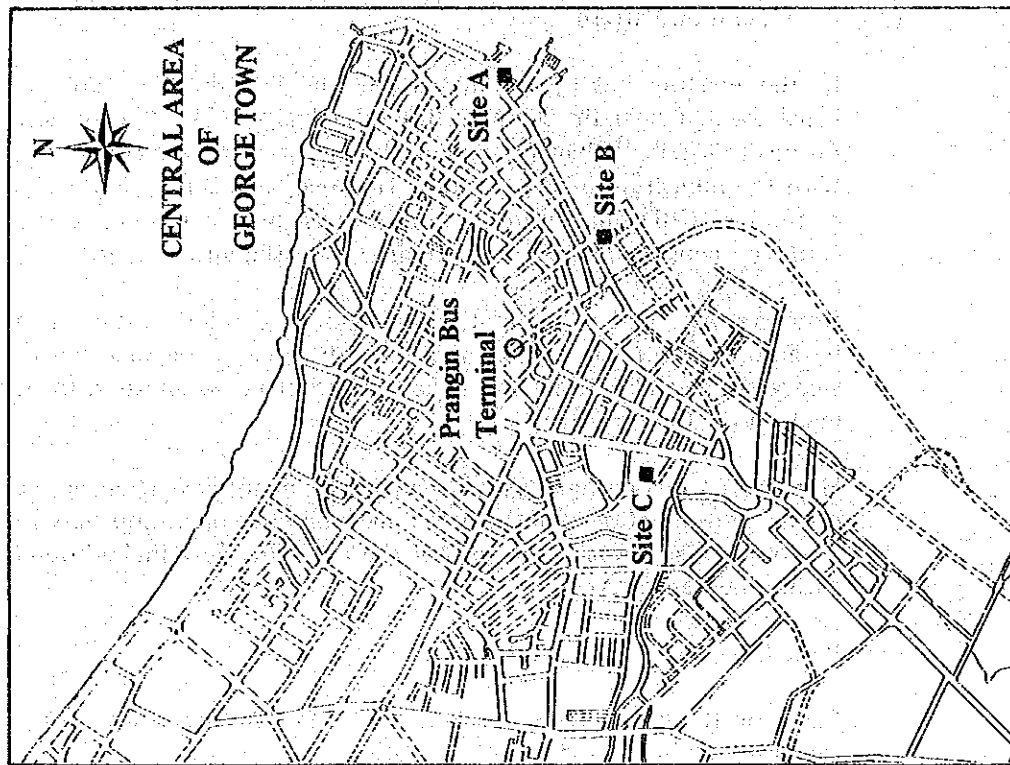 N
CENTRAL AREA
OF
GEORGE TOWN
Site A
Site B
Prangin Bus
Terminal
Site C